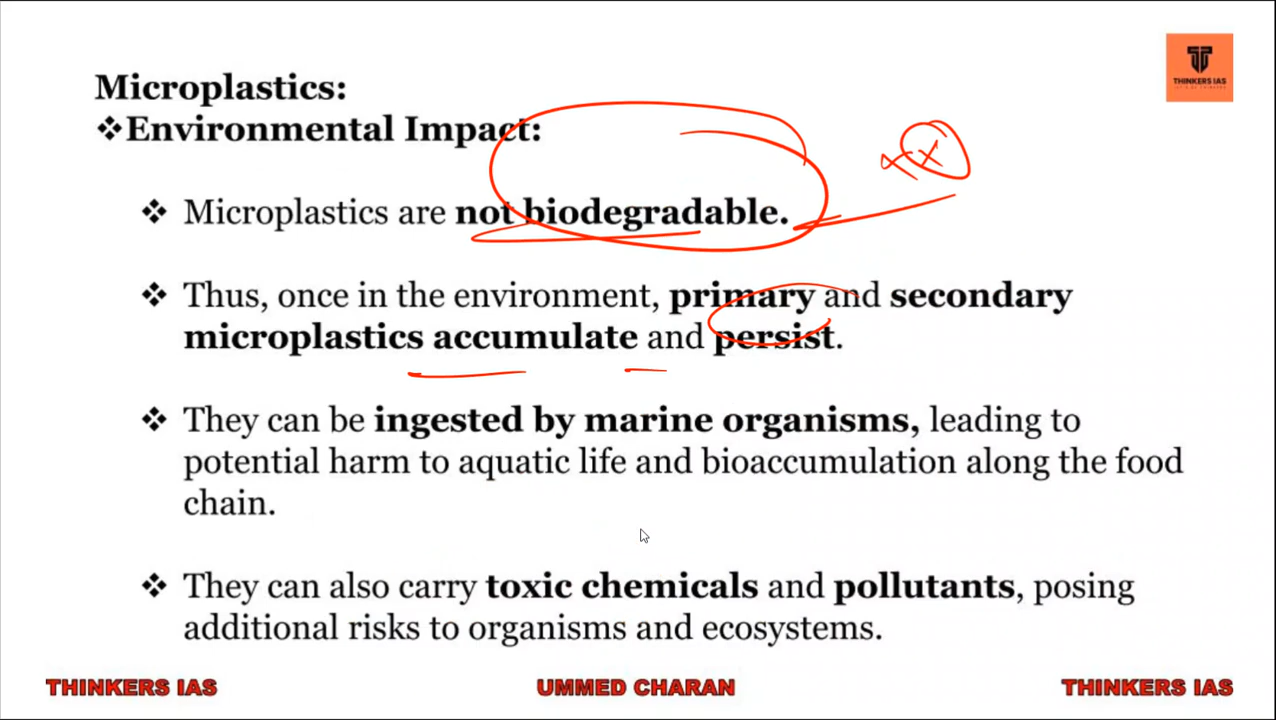 THINKERS IAS
Microplastics:
❖Environmental Impact:
❖ Microplastics are not biodegradable.
❖ Thus, once in the environment, primary and secondary
microplastics accumulate and persist.
❖ They can be ingested by marine organisms, leading to
potential harm to aquatic life and bioaccumulation along the food
chain.
❖ They can also carry toxic chemicals and pollutants, posing
additional risks to organisms and ecosystems.
THINKERS IAS
UMMED CHARAN
THINKERS IAS